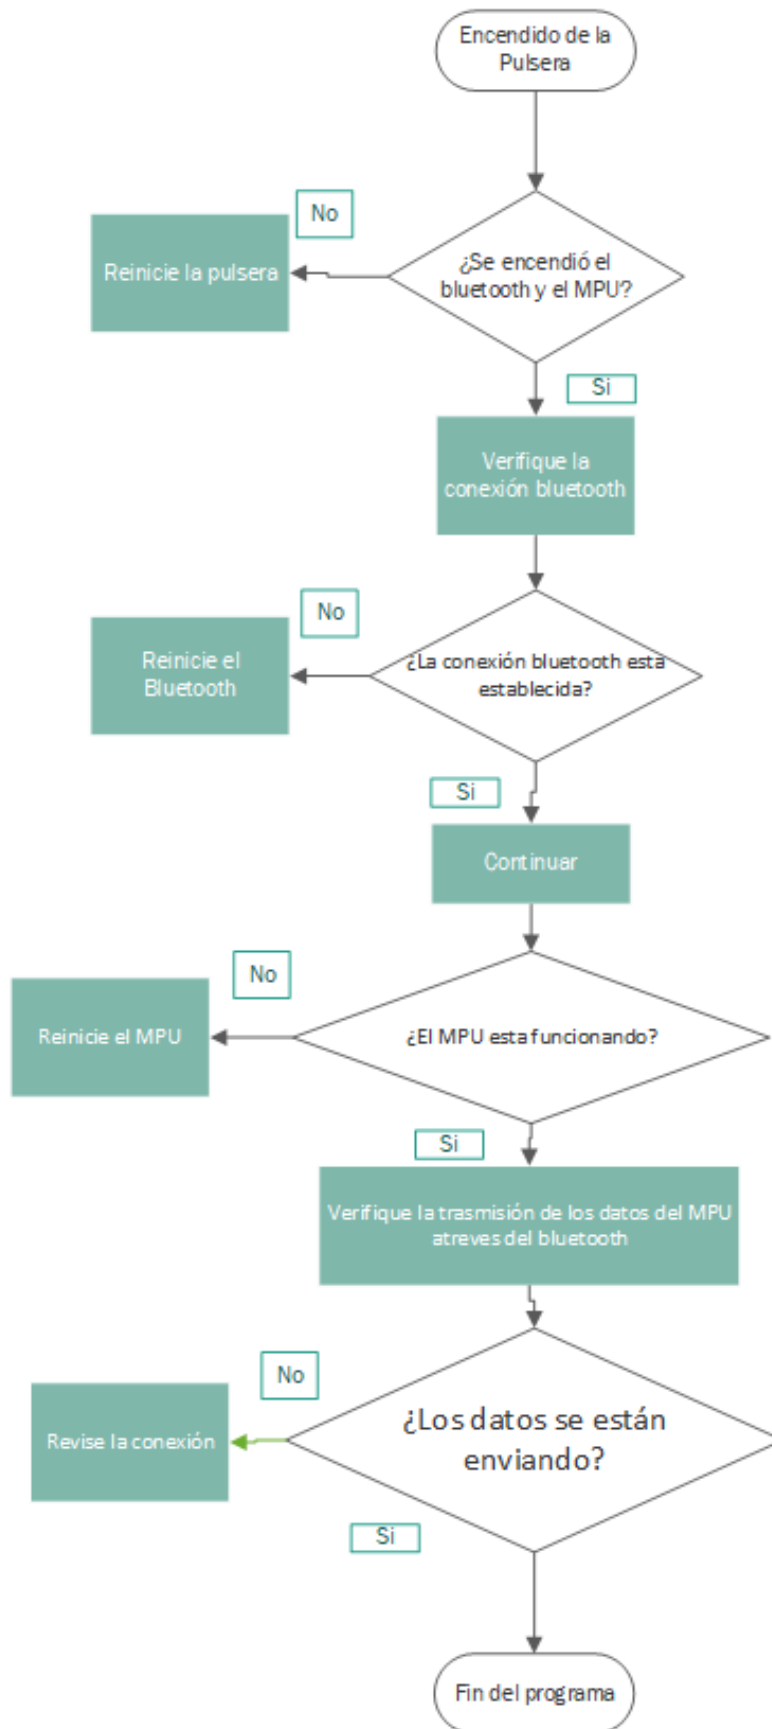 Encendido de la
Pulsera
No
Reinicie la pulsera
¿Se encendió el
bluetooth y el MPU?
Si
Verifique la
conexión bluetooth
No
Reinicie el
Bluetooth
¿La conexión bluetooth esta
establecida?
Si
Continuar
No
Reinicie el MPU
¿El MPU esta funcionando?
Si
Verifique la trasmisión de los datos del MPU
atreves del bluetooth
No
Revise la conexión
¿Los datos se están
enviando?
Si
Fin del programa